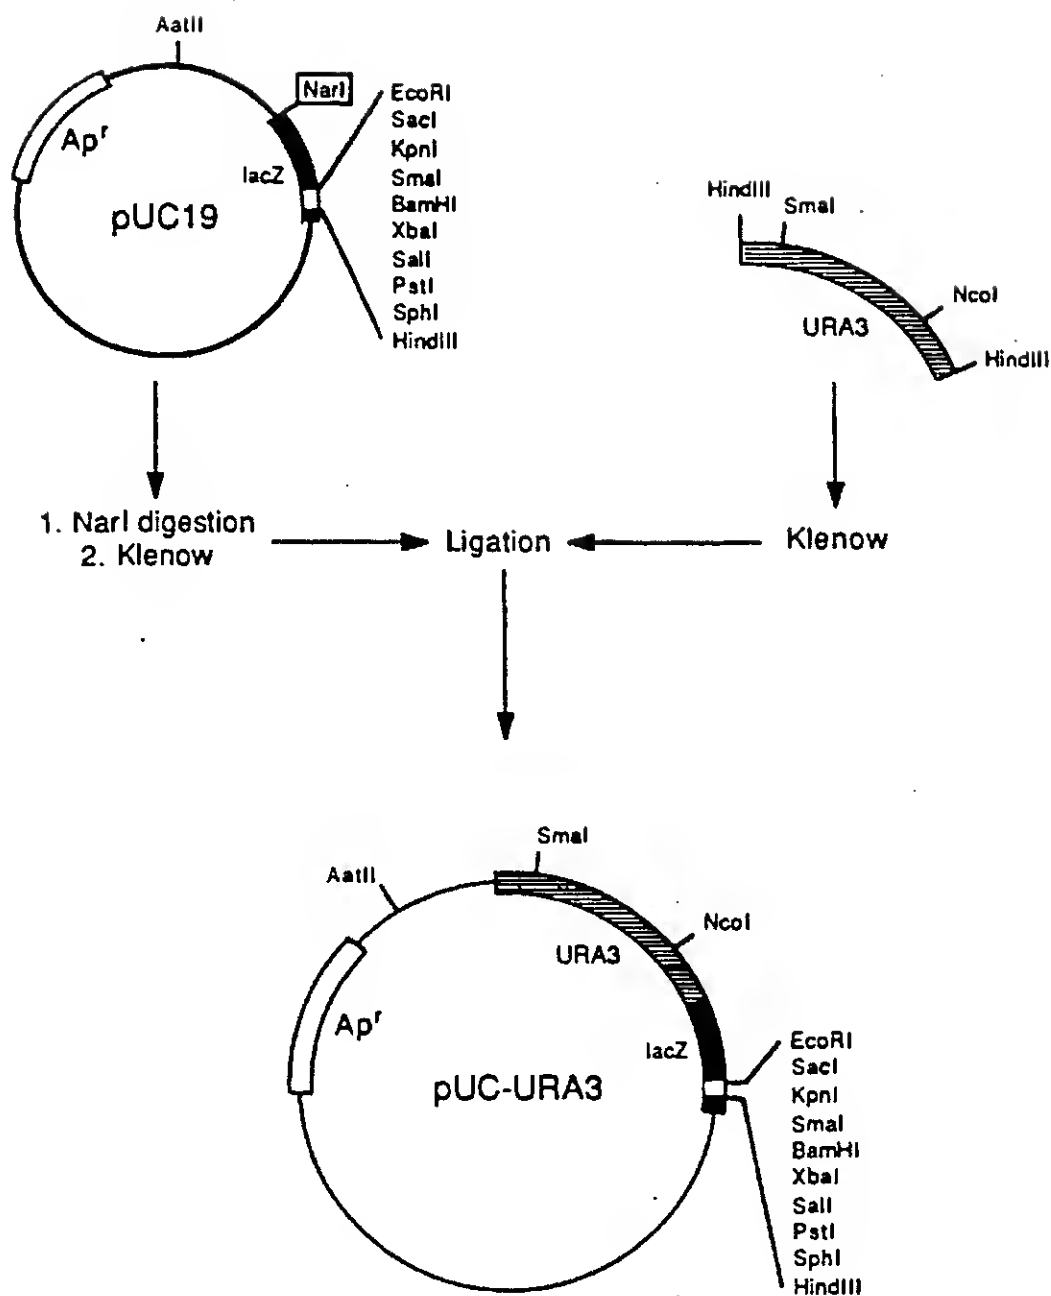 AatII
NarI
Ap^r
lacZ
pUC19
EcoRI
SacI
KpnI
SmaI
BamHI
XbaI
SalI
PstI
SphI
HindIII
HindIII
SmaI
NcoI
URA3
HindIII
1. NarI digestion
2. Klenow
Ligation
Klenow
SmaI
AatII
NcoI
URA3
Ap^r
lacZ
pUC-URA3
EcoRI
SacI
KpnI
SmaI
BamHI
XbaI
SalI
PstI
SphI
HindIII